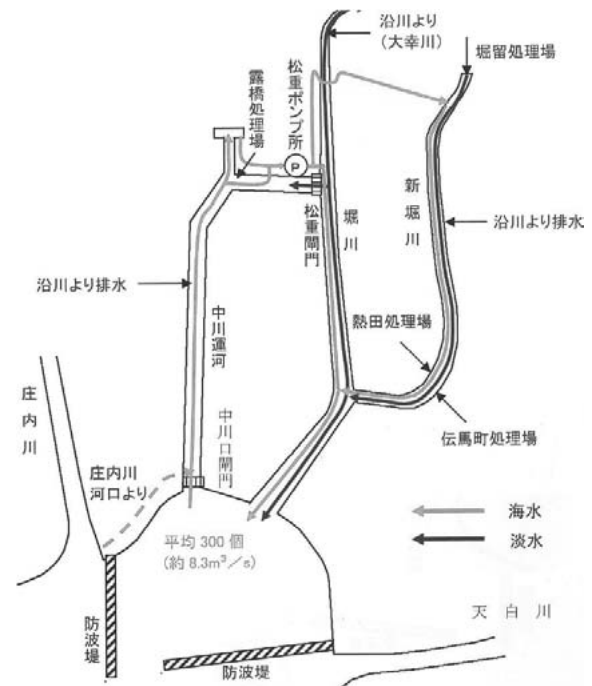 沿川より
(大幸川)
堀留処理場
松重ポンプ所
露橋処理場
P
松重閘門
堀川
新堀川
沿川より排水
沿川より排水
中川運河
熱田処理場
伝馬町処理場
庄内川
中川口閘門
庄内川
河口より
平均300個
(約8.3m³/s)
海水
淡水
天白川
防波堤
防波堤